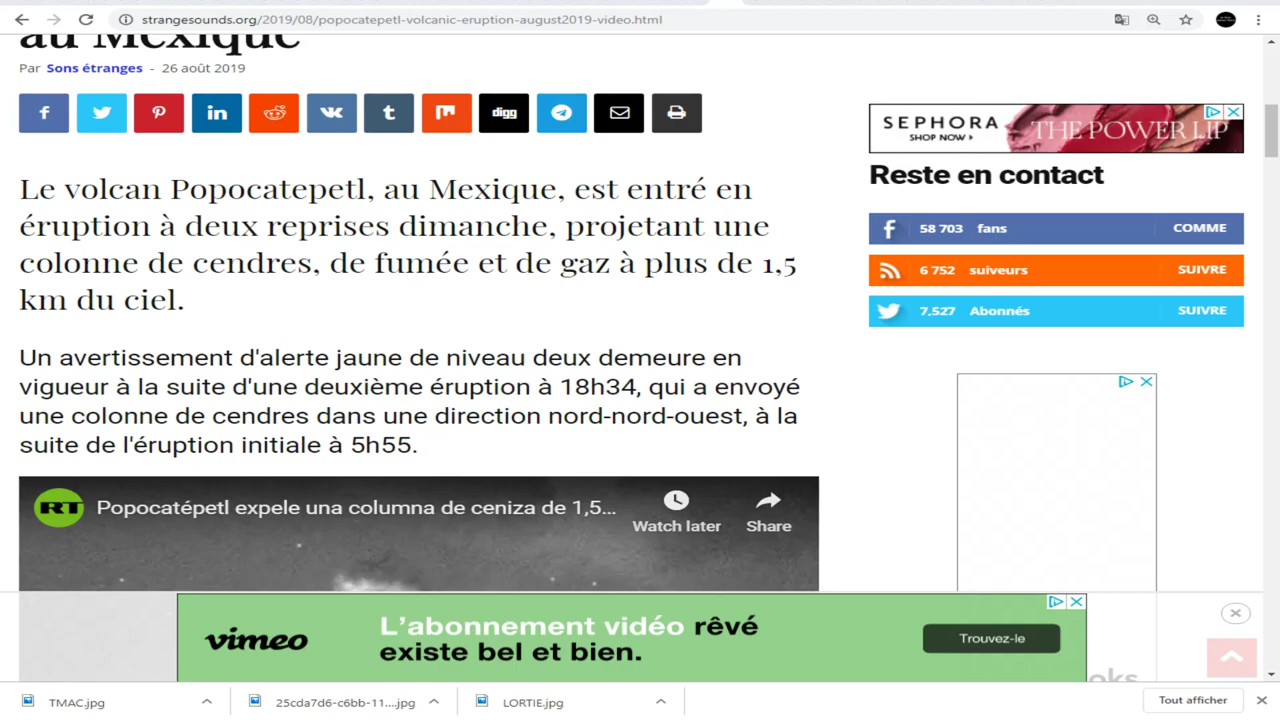 strangesounds.org/2019/08/popocatepetl-volcanic-eruption-august2019-video.html
au Mexique
Par Sons étranges - 26 août 2019
f
in
t
digg
Le volcan Popocatepetl, au Mexique, est entré en
éruption à deux reprises dimanche, projetant une
colonne de cendres, de fumée et de gaz à plus de 1,5
km du ciel.
Un avertissement d'alerte jaune de niveau deux demeure en
vigueur à la suite d'une deuxième éruption à 18h34, qui a envoyé
une colonne de cendres dans une direction nord-nord-ouest, à la
suite de l'éruption initiale à 5h55.
RT Popocatépetl expele una columna de ceniza de 1,5...
Watch later
Share
SEPHORA
SHOP NOW
THE POWER LIP
Reste en contact
f 58 703 fans COMME
6 752 suiveurs SUIVRE
7,527 Abonnés SUIVRE
vimeo
L'abonnement vidéo rêvé
existe bel et bien.
Trouvez-le
oks
TMAC.jpg
25cda7d6-c6bb-11....jpg
LORTIE.jpg
Tout afficher